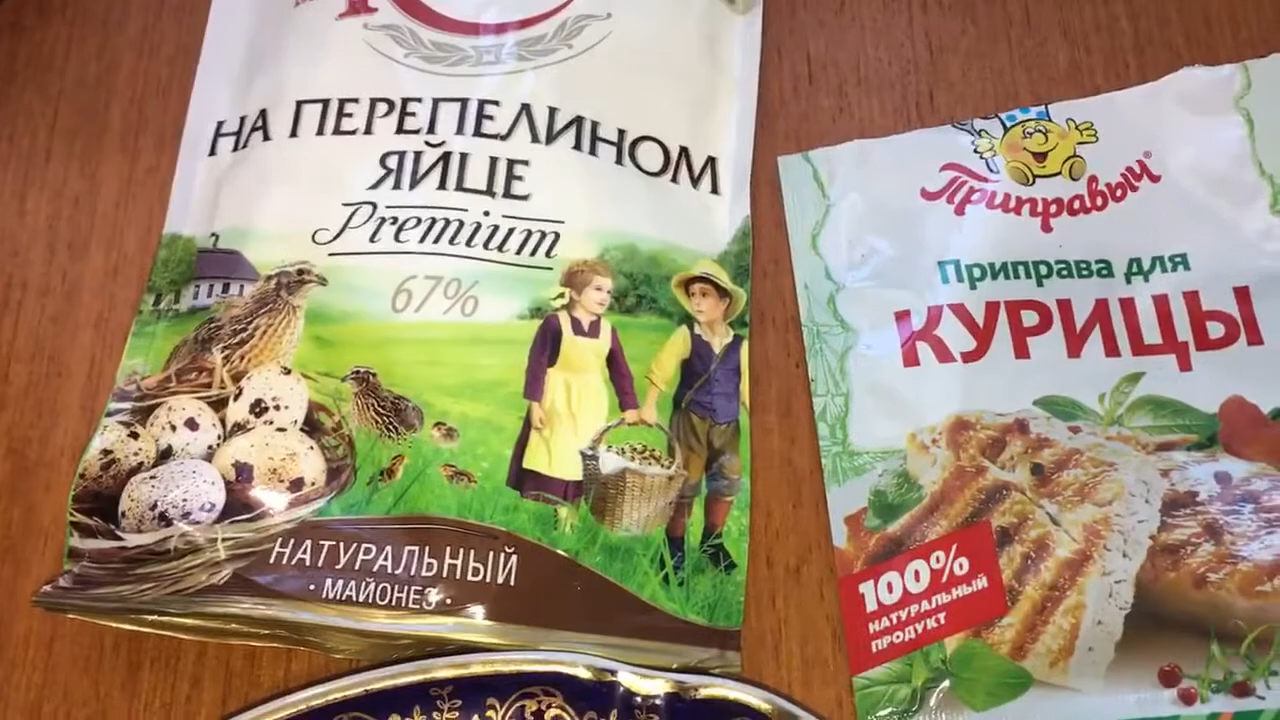 НА ПЕРЕПЕЛИНОМ
ЯЙЦЕ
Premium
67%
НАТУРАЛЬНЫЙ
• МАЙОНЕЗ •
Приправыч®
Приправа для
КУРИЦЫ
100%
НАТУРАЛЬНЫЙ
ПРОДУКТ